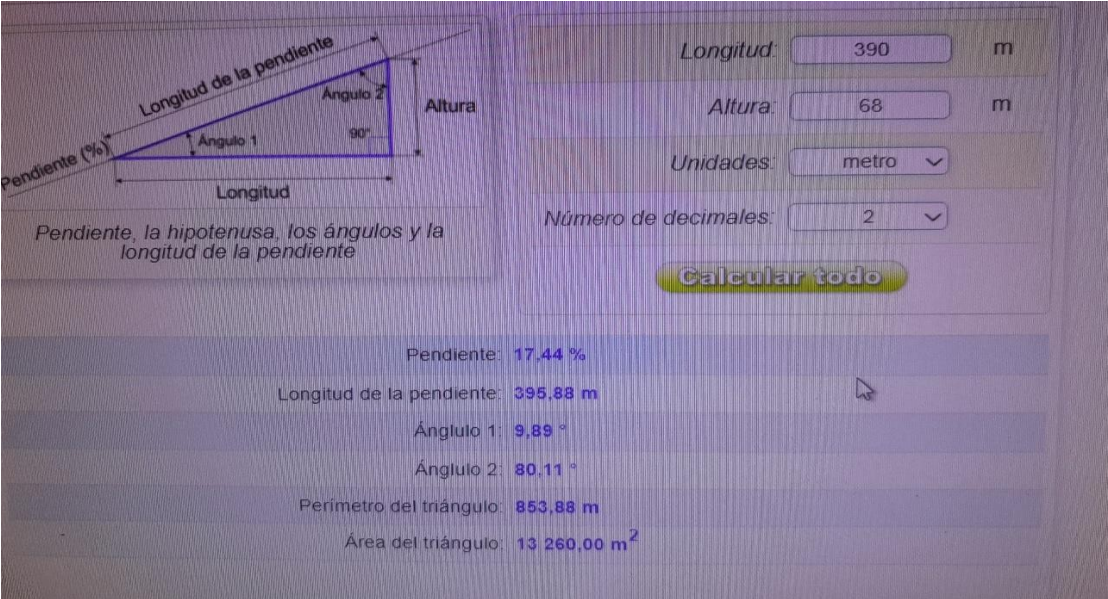 Longitud de la pendiente
Ángulo 2
Altura
Pendiente (%)
Ángulo 1
90°
Longitud
Pendiente, la hipotenusa, los ángulos y la
longitud de la pendiente
Longitud: 390 m
Altura: 68 m
Unidades: metro
Número de decimales: 2
Calcular todo
Pendiente: 17,44 %
Longitud de la pendiente: 395,88 m
Ánglulo 1: 9,89 °
Ánglulo 2: 80,11 °
Perímetro del triángulo: 853,88 m
Área del triángulo: 13 260,00 m²